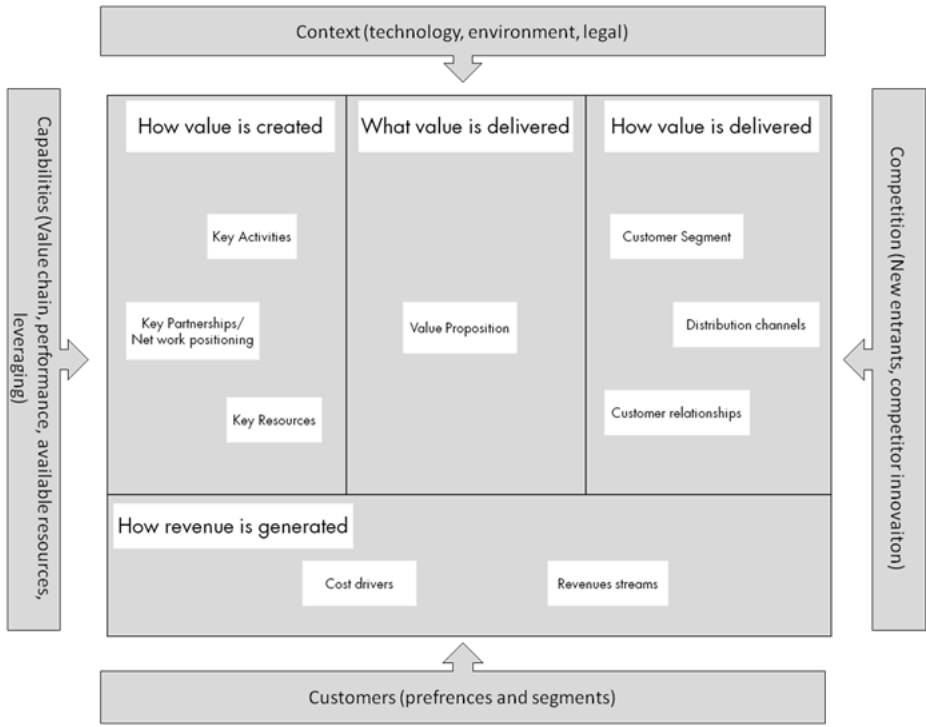 Context (technology, environment, legal)
Capabilities (Value chain, performance, available resources,
leveraging)
How value is created
What value is delivered
How value is delivered
Key Activities
Customer Segment
Key Partnerships/
Net work positioning
Value Proposition
Distribution channels
Key Resources
Customer relationships
Competition (New entrants, competitor innovaiton)
How revenue is generated
Cost drivers
Revenues streams
Customers (prefrences and segments)